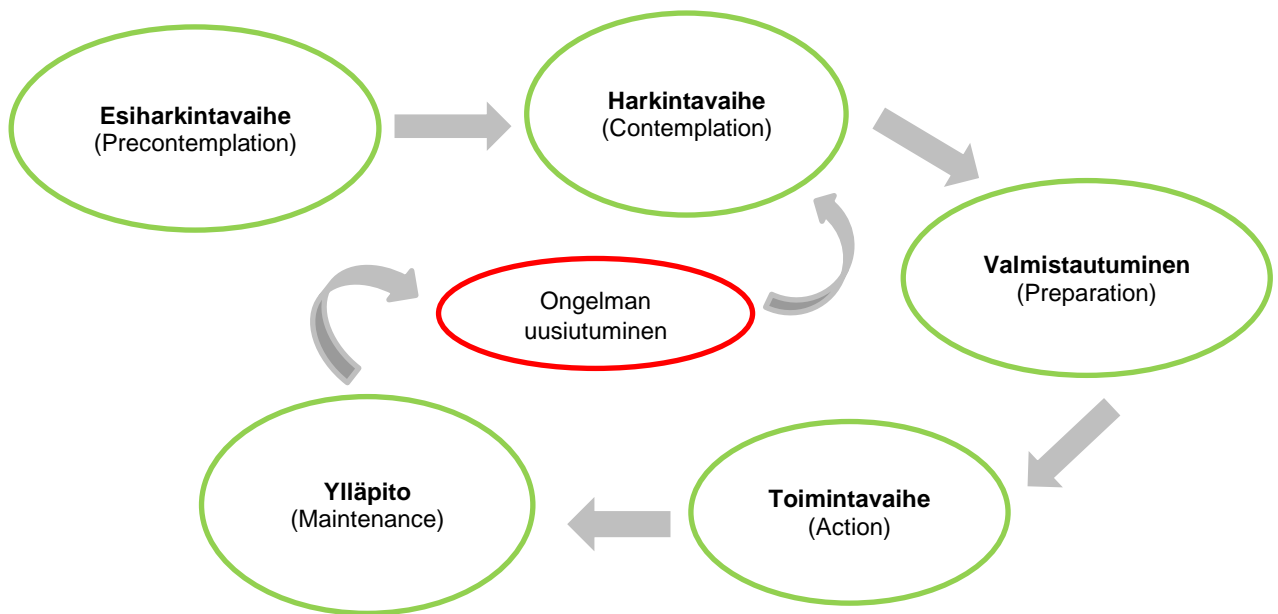 Esiharkintavaihe
(Precontemplation)
Harkintavaihe
(Contemplation)
Valmistautuminen
(Preparation)
Ongelman
uusiutuminen
Ylläpito
(Maintenance)
Toimintavaihe
(Action)